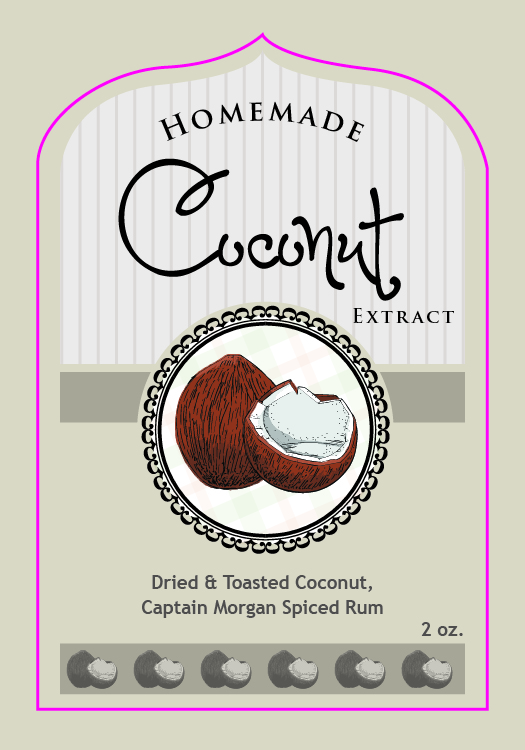 Homemade
Coconut
Extract
Dried & Toasted Coconut,
Captain Morgan Spiced Rum
2 oz.